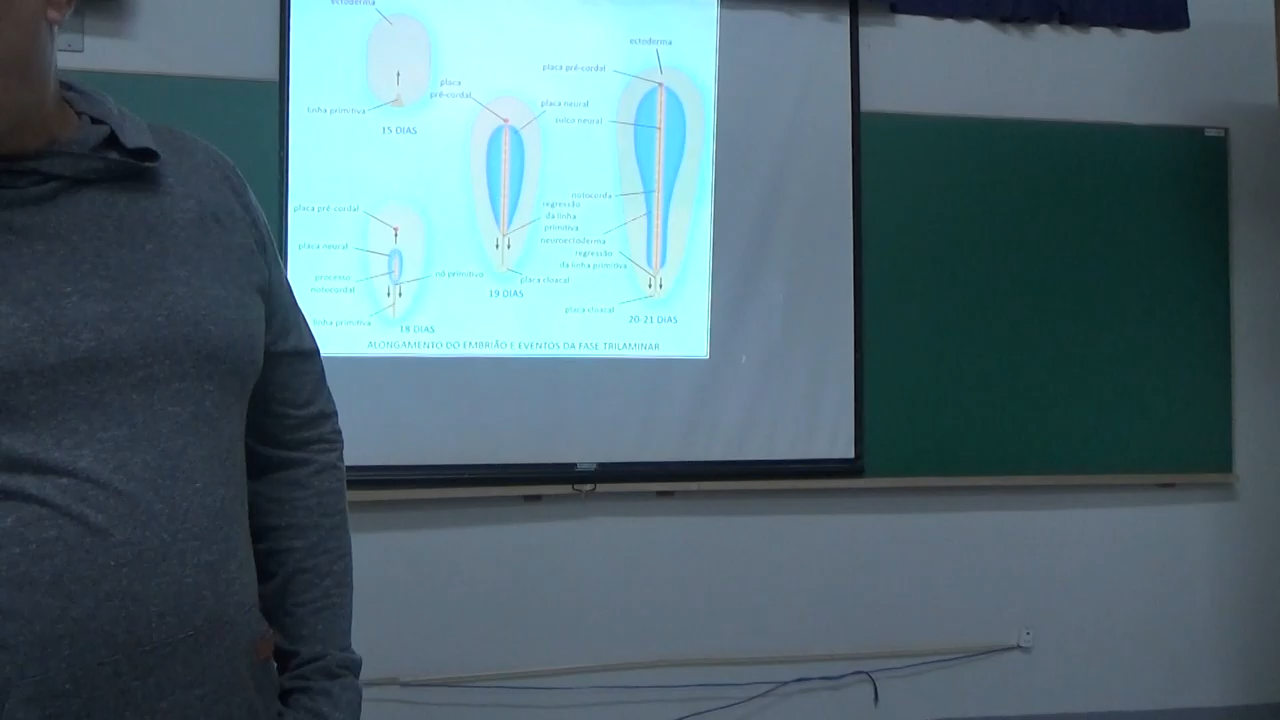 ectoderma
linha primitiva
15 DIAS
placa
pré-cordal
placa neural
ectoderma
placa pré-cordal
sulco neural
notocorda
regressão
da linha
primitiva
neuroectoderma
regressão
da linha primitiva
placa cloacal
19 DIAS
placa cloacal
20-21 DIAS
placa pré-cordal
placa neural
processo
notocordal
nó primitivo
linha primitiva
18 DIAS
ALONGAMENTO DO EMBRIÃO E EVENTOS DA FASE TRILAMINAR